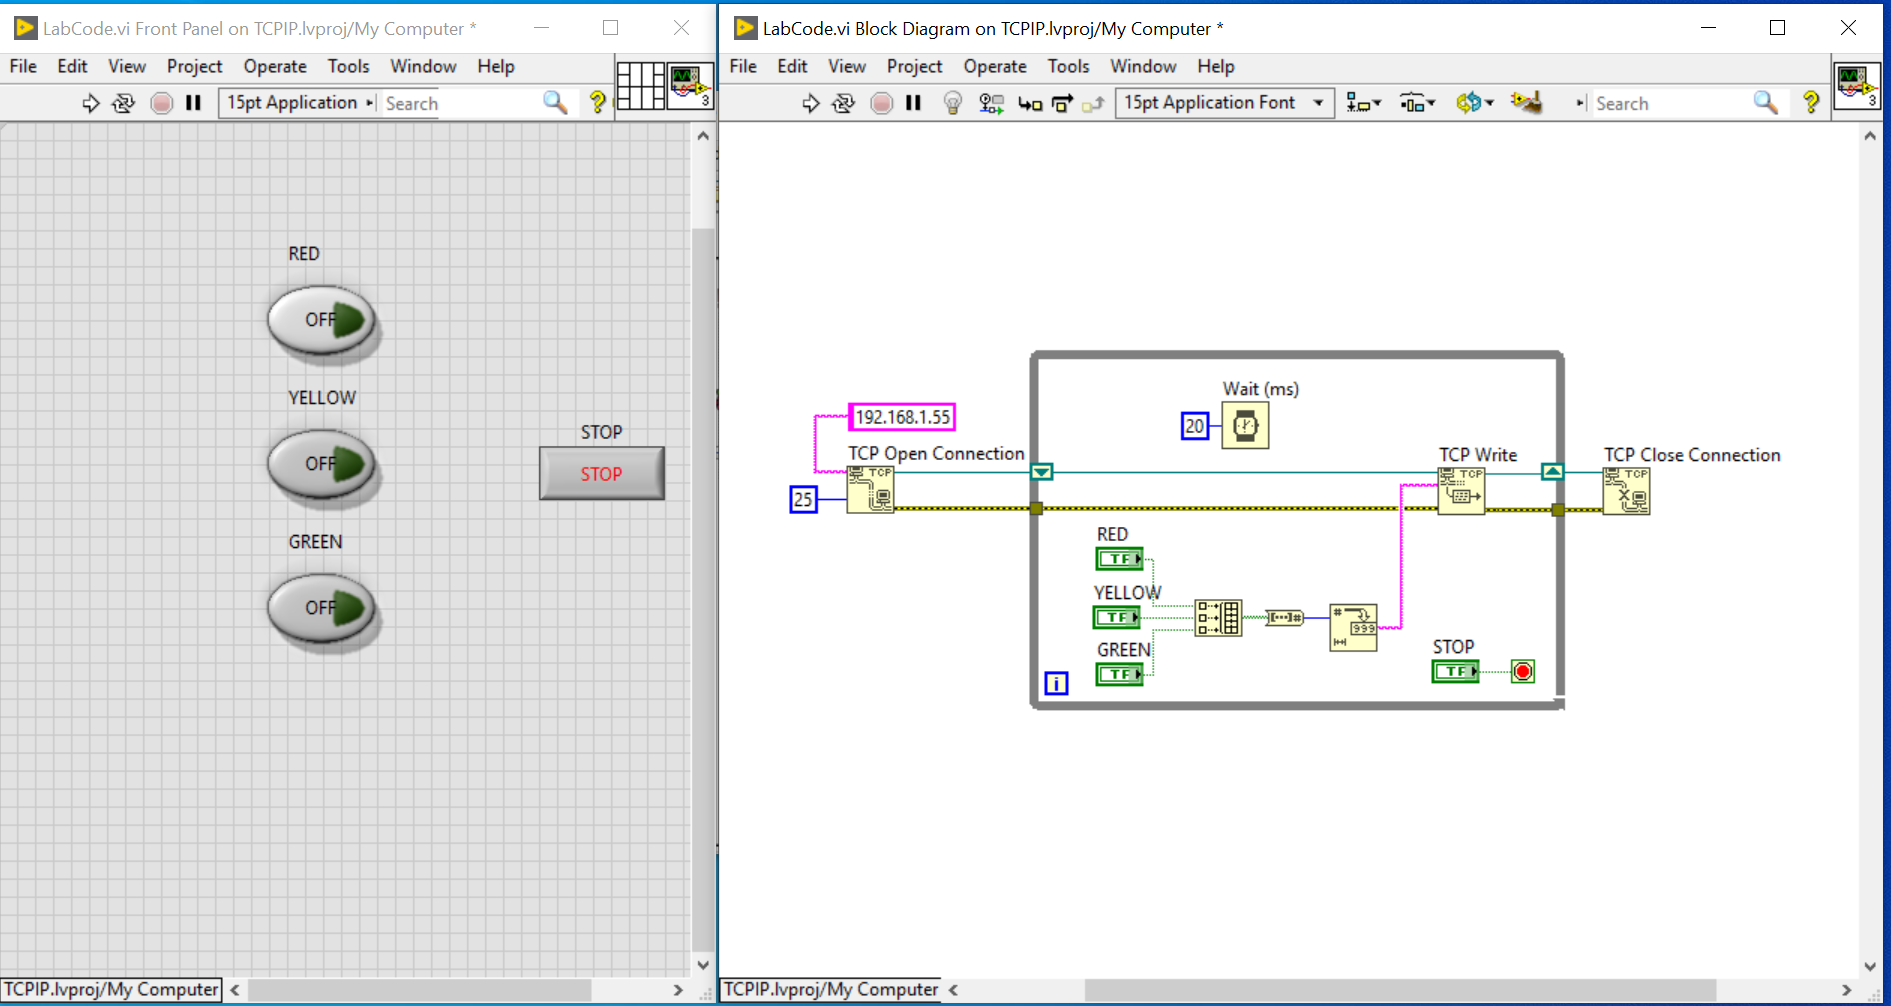 LabCode.vi Front Panel on TCPIP.lvproj/My Computer *
File Edit View Project Operate Tools Window Help
15pt Application Search ?
3
RED
OFF
YELLOW
OFF
STOP
STOP
GREEN
OFF
TCPIP.lvproj/My Computer
LabCode.vi Block Diagram on TCPIP.lvproj/My Computer *
File Edit View Project Operate Tools Window Help
15pt Application Font Search ?
3
Wait (ms)
20
192.168.1.55
TCP Open Connection
TCP
25
TCP Write
TCP
TCP Close Connection
TCP
RED
TF
YELLOW
TF
GREEN
TF
[...]#
#
999
STOP
TF
i
TCPIP.lvproj/My Computer